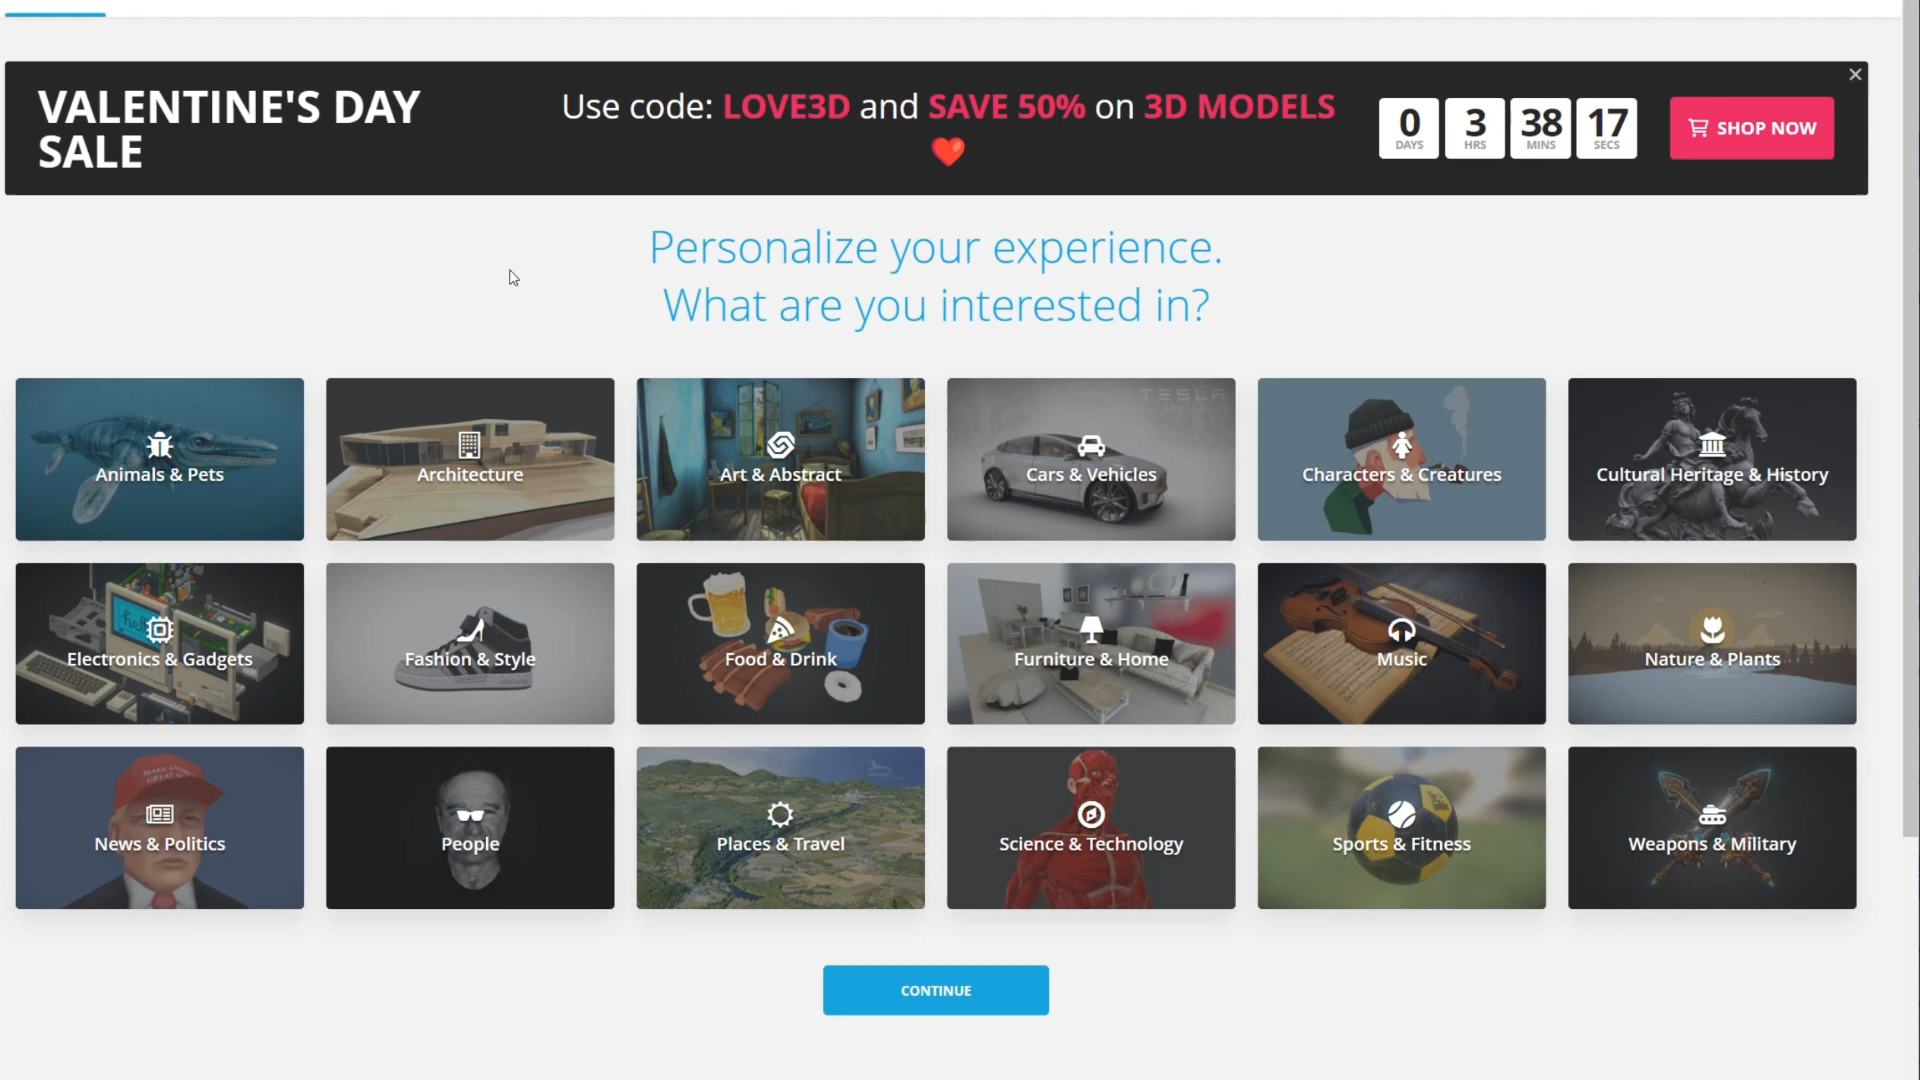 VALENTINE'S DAY
SALE
Use code: LOVE3D and SAVE 50% on 3D MODELS
❤️
0 3 38 17
DAYS HRS MINS SECS
SHOP NOW
Personalize your experience.
What are you interested in?
TESLA
Animals & Pets
Architecture
Art & Abstract
Cars & Vehicles
Characters & Creatures
Cultural Heritage & History
Electronics & Gadgets
Fashion & Style
Food & Drink
Furniture & Home
Music
Nature & Plants
News & Politics
People
Places & Travel
Science & Technology
Sports & Fitness
Weapons & Military
CONTINUE